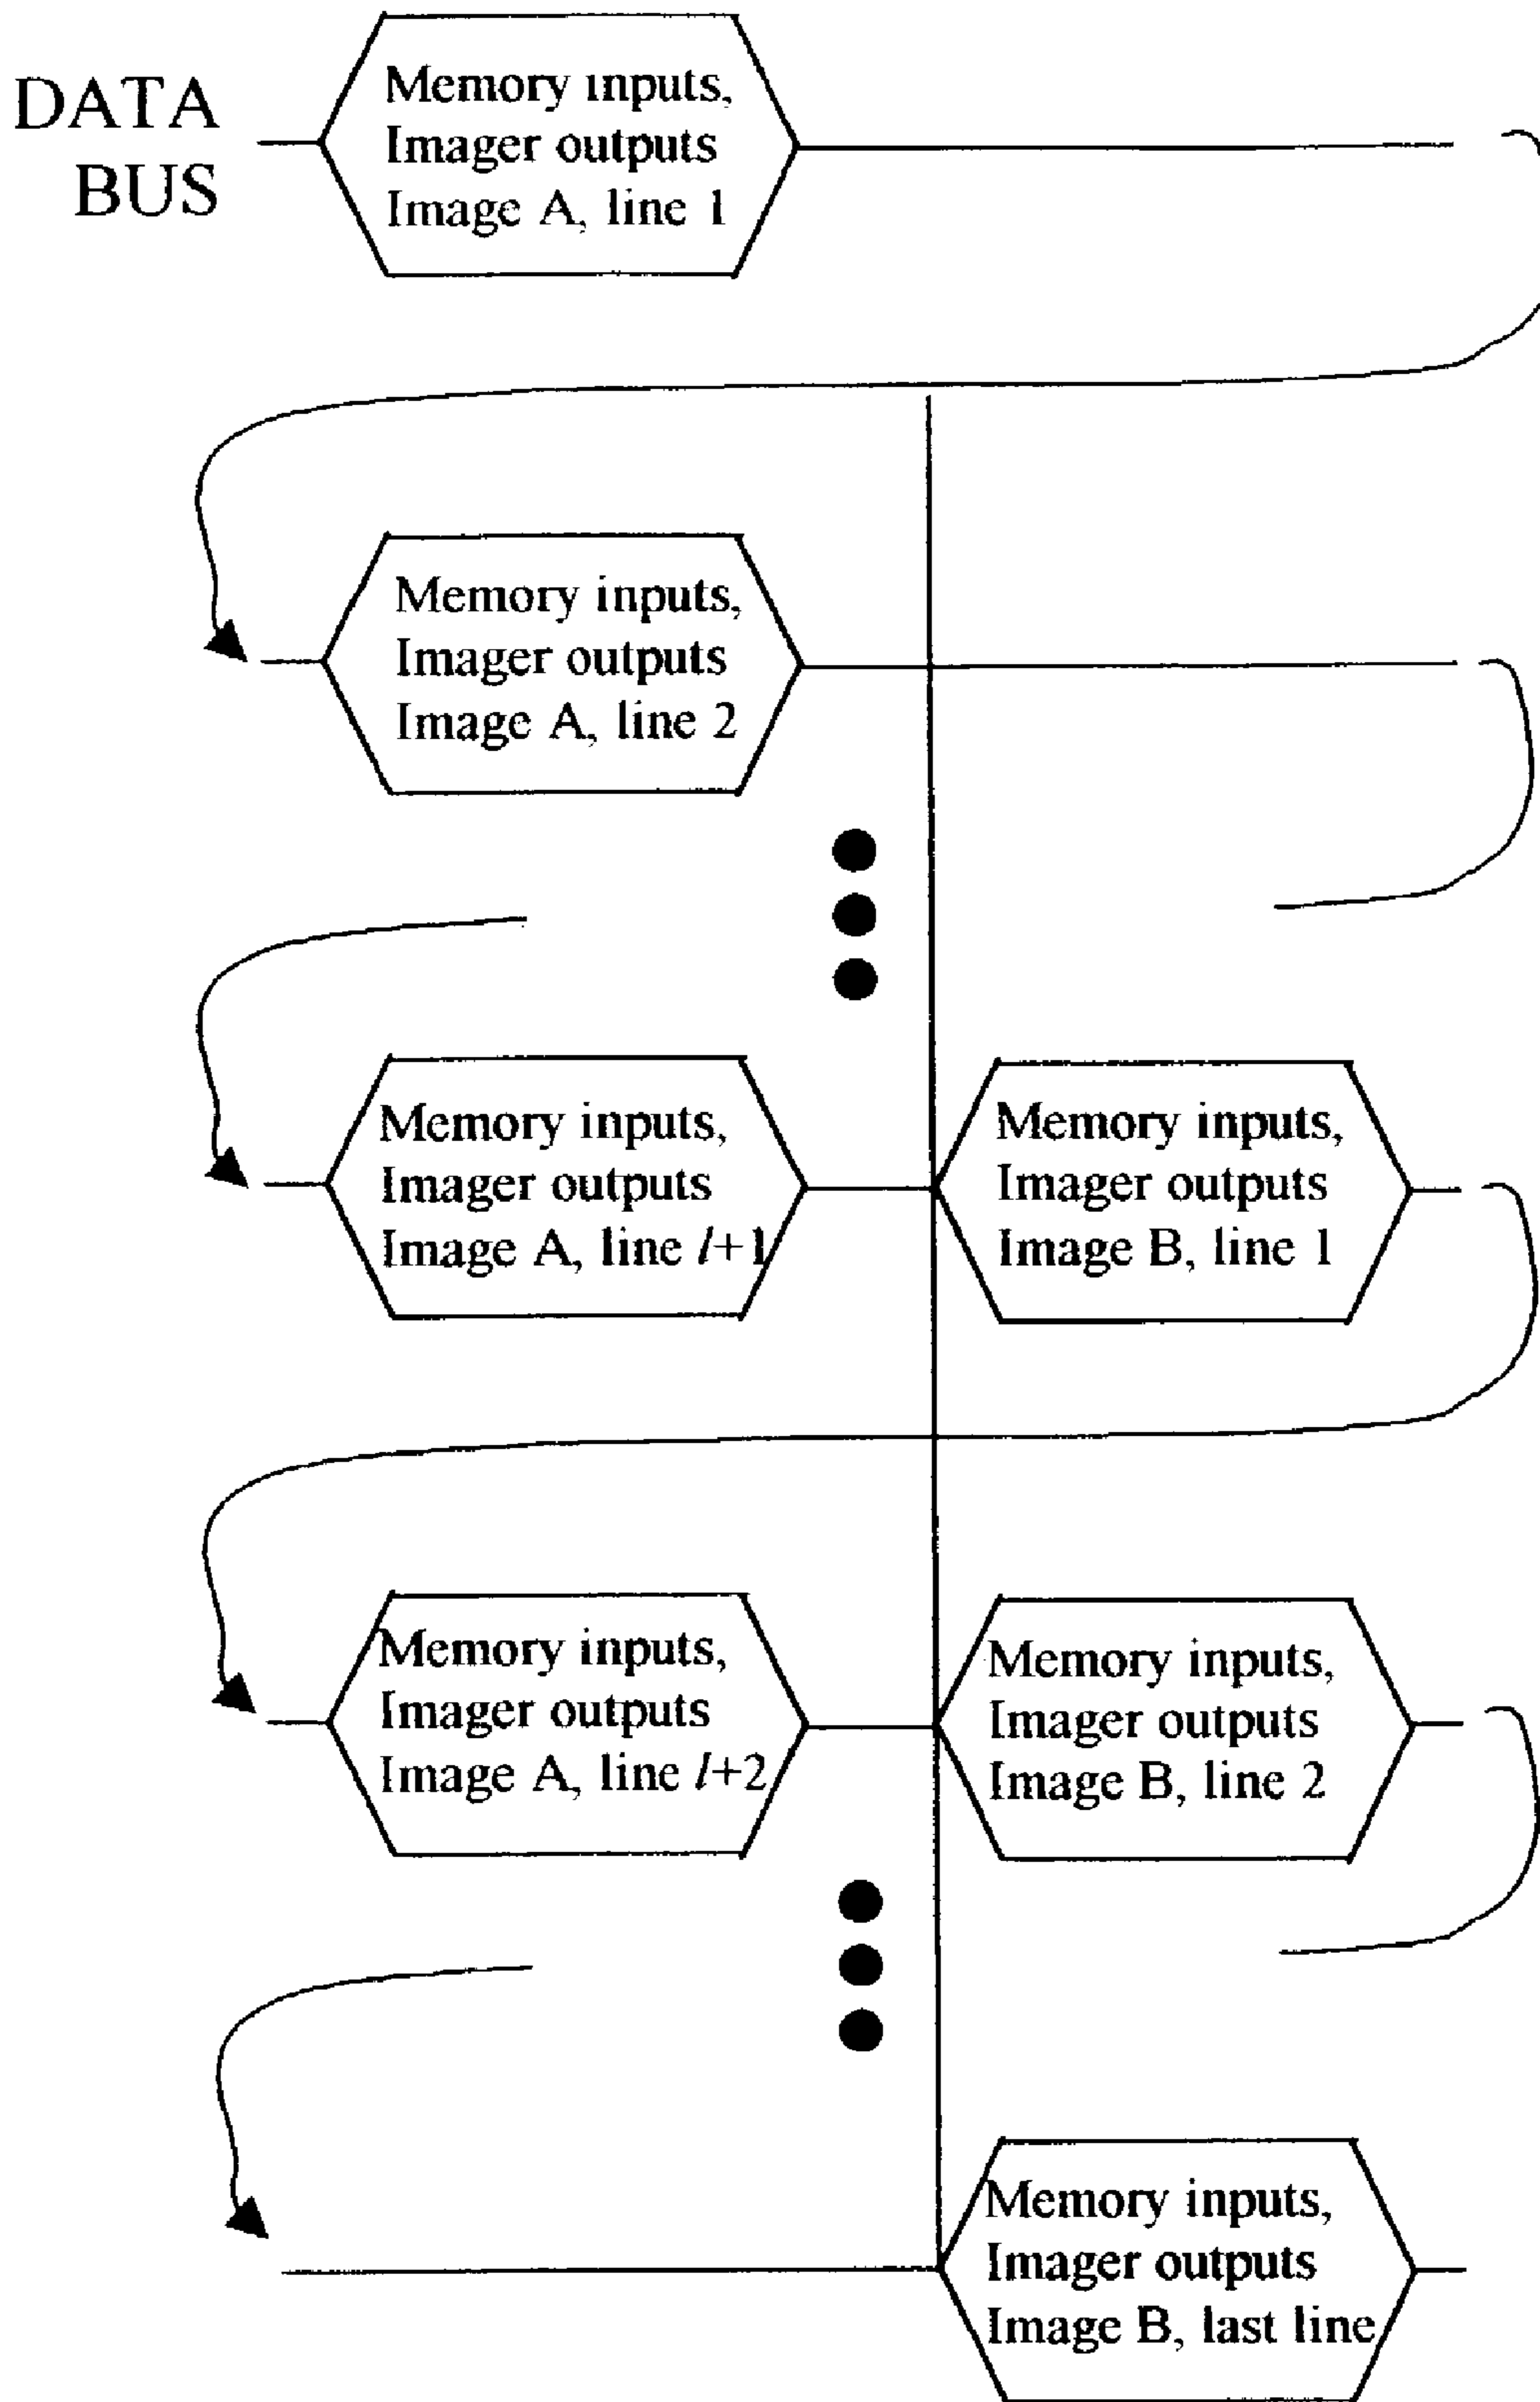 DATA
BUS
Memory inputs,
Imager outputs
Image A, line 1
Memory inputs,
Imager outputs
Image A, line 2
Memory inputs,
Imager outputs
Image A, line l+1
Memory inputs,
Imager outputs
Image B, line 1
Memory inputs,
Imager outputs
Image A, line l+2
Memory inputs,
Imager outputs
Image B, line 2
Memory inputs,
Imager outputs
Image B, last line